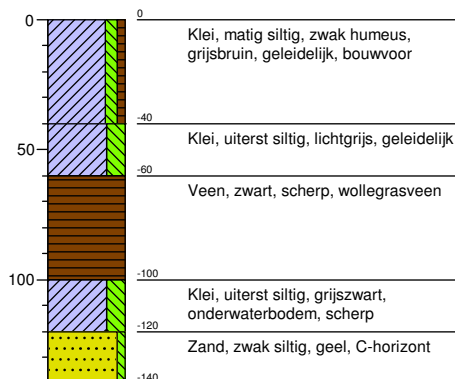 0
0
Klei, matig siltig, zwak humeus,
grijsbruin, geleidelijk, bouwvoor
-40
Klei, uiterst siltig, lichtgrijs, geleidelijk
50
-60
Veen, zwart, scherp, wollegrasveen
100
-100
Klei, uiterst siltig, grijszwart,
onderwaterbodem, scherp
-120
Zand, zwak siltig, geel, C-horizont
-140